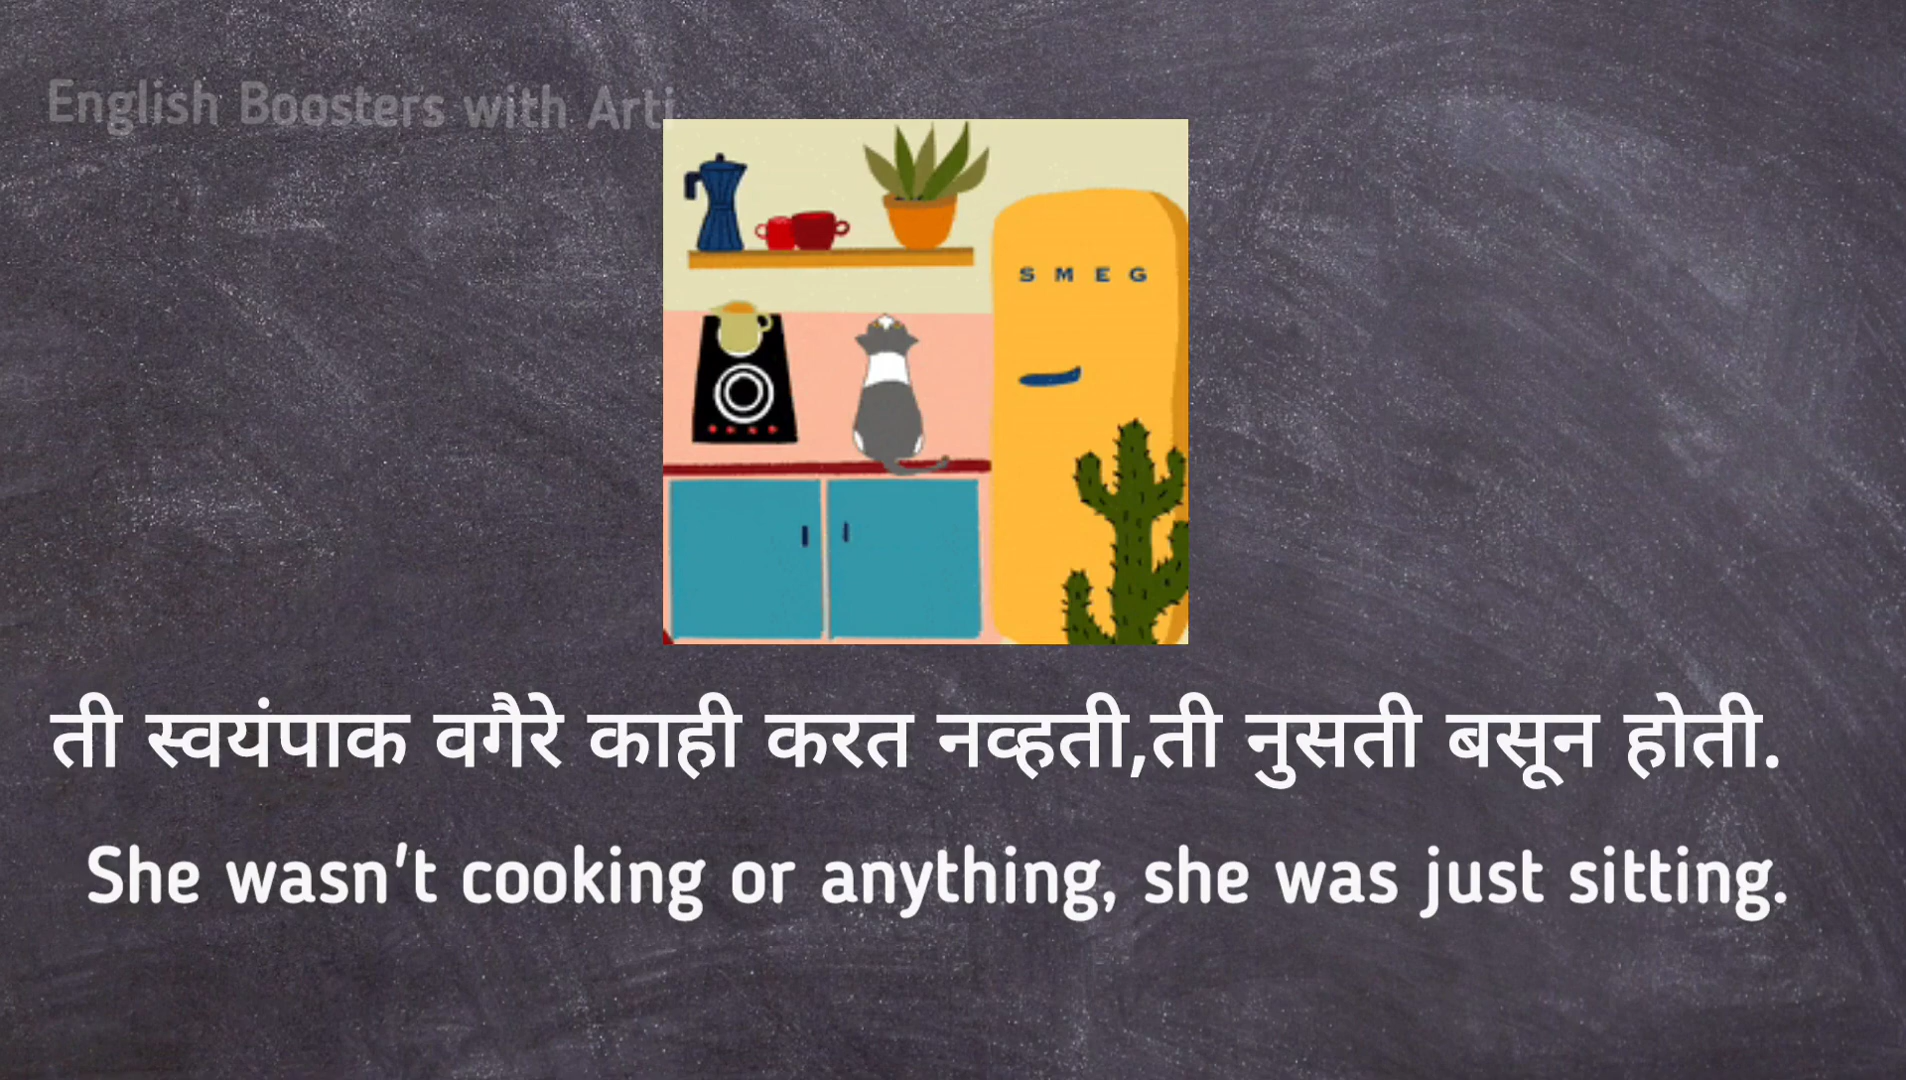 English Boosters with Arti
S M E G
ती स्वयंपाक वगैरे काही करत नव्हती,ती नुसती बसून होती.
She wasn't cooking or anything, she was just sitting.